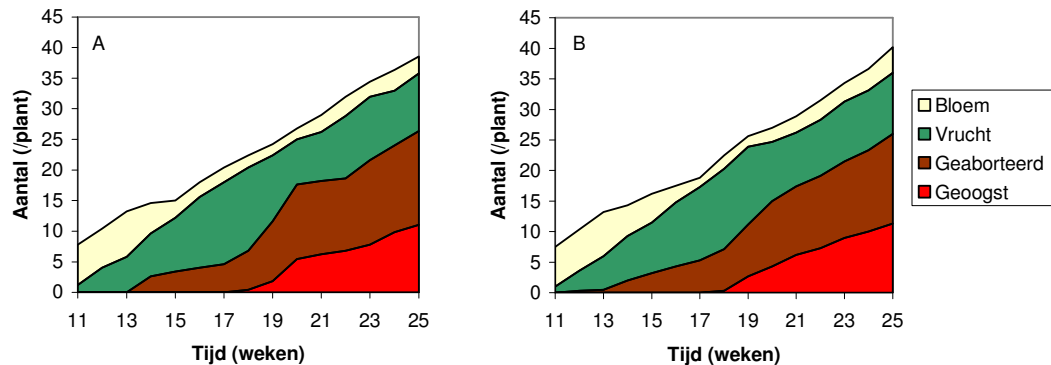 A
Aantal (/plant)
45
40
35
30
25
20
15
10
5
0
11 13 15 17 19 21 23 25
Tijd (weken)
B
Aantal (/plant)
45
40
35
30
25
20
15
10
5
0
11 13 15 17 19 21 23 25
Tijd (weken)
Bloem
Vrucht
Geaborteerd
Geoogst